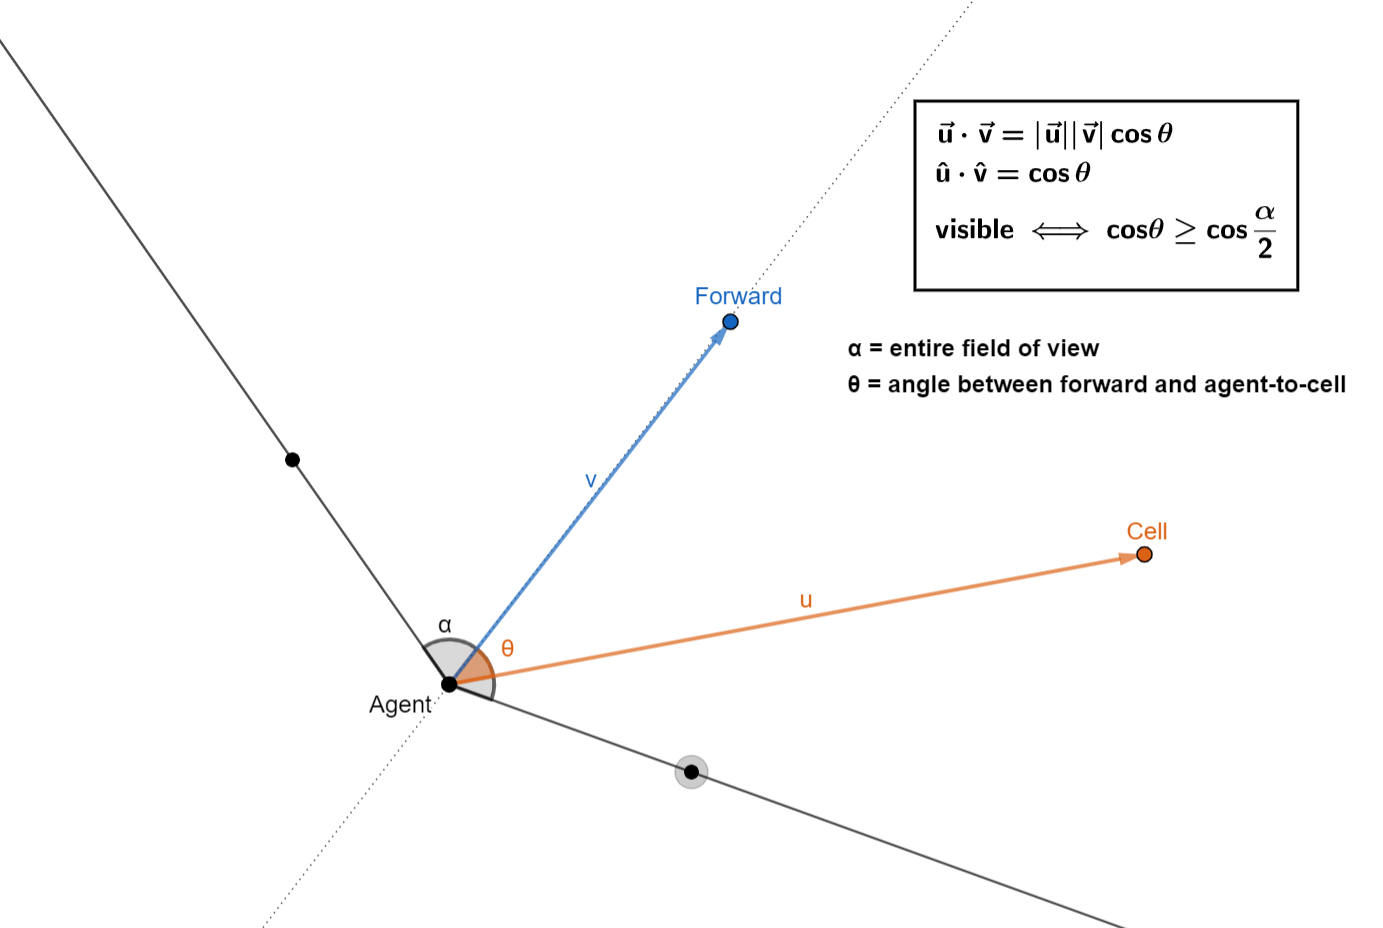 u⃗ · v⃗ = |u⃗||v⃗| cos θ
û · v̂ = cos θ
visible ⟺ cosθ ≥ cos α/2
Forward
α = entire field of view
θ = angle between forward and agent-to-cell
v
Cell
u
α
θ
Agent